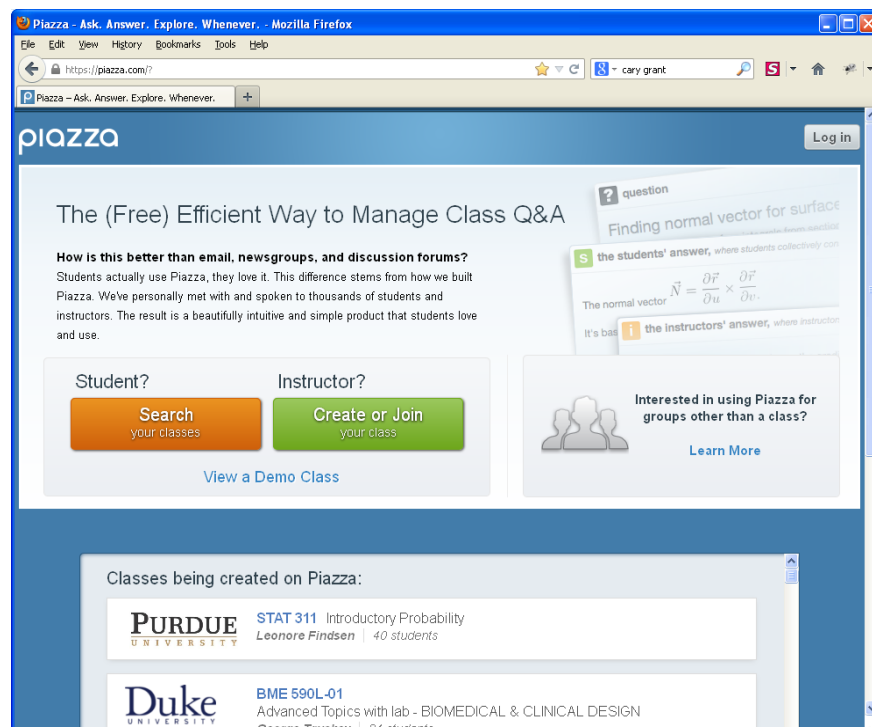 Piazza - Ask. Answer. Explore. Whenever. - Mozilla Firefox
File Edit View History Bookmarks Tools Help
https://piazza.com/? cary grant
Piazza – Ask. Answer. Explore. Whenever.
piazza Log in
The (Free) Efficient Way to Manage Class Q&A
How is this better than email, newsgroups, and discussion forums?
Students actually use Piazza, they love it. This difference stems from how we built
Piazza. We've personally met with and spoken to thousands of students and
instructors. The result is a beautifully intuitive and simple product that students love
and use.
? question
Finding normal vector for surface
S the students' answer, where students collectively con
The normal vector N⃗ = ∂r⃗/∂u × ∂r⃗/∂v.
It's bas
i the instructors' answer, where instructor
Student? Instructor?
Search Create or Join
your classes your class
View a Demo Class
Interested in using Piazza for
groups other than a class?
Learn More
Classes being created on Piazza:
PURDUE
UNIVERSITY
STAT 311 Introductory Probability
Leonore Findsen 40 students
Duke
UNIVERSITY
BME 590L-01
Advanced Topics with lab - BIOMEDICAL & CLINICAL DESIGN